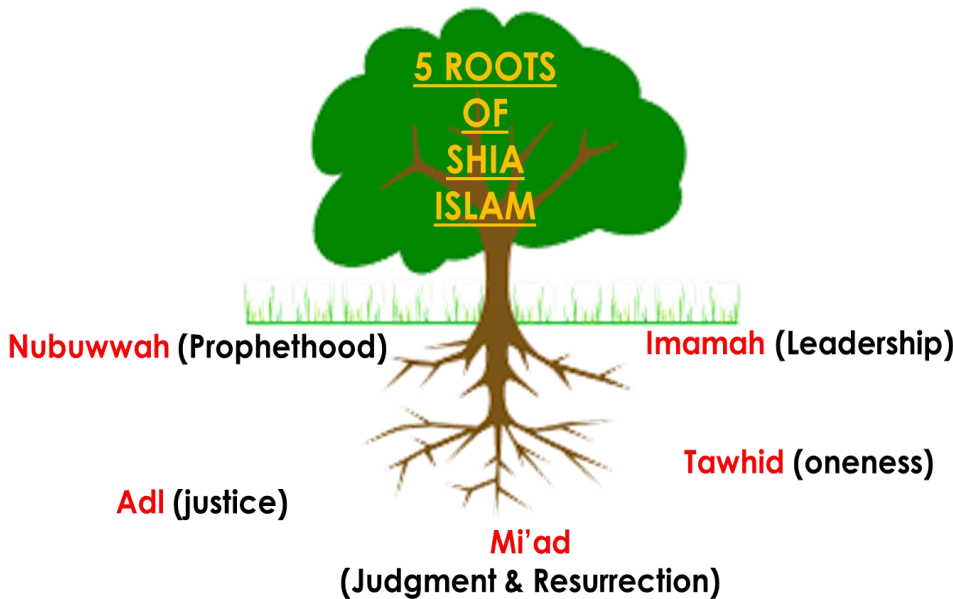 5 ROOTS
OF
SHIA
ISLAM
Nubuwwah (Prophethood)
Imamah (Leadership)
Tawhid (oneness)
Adl (justice)
Mi’ad
(Judgment & Resurrection)